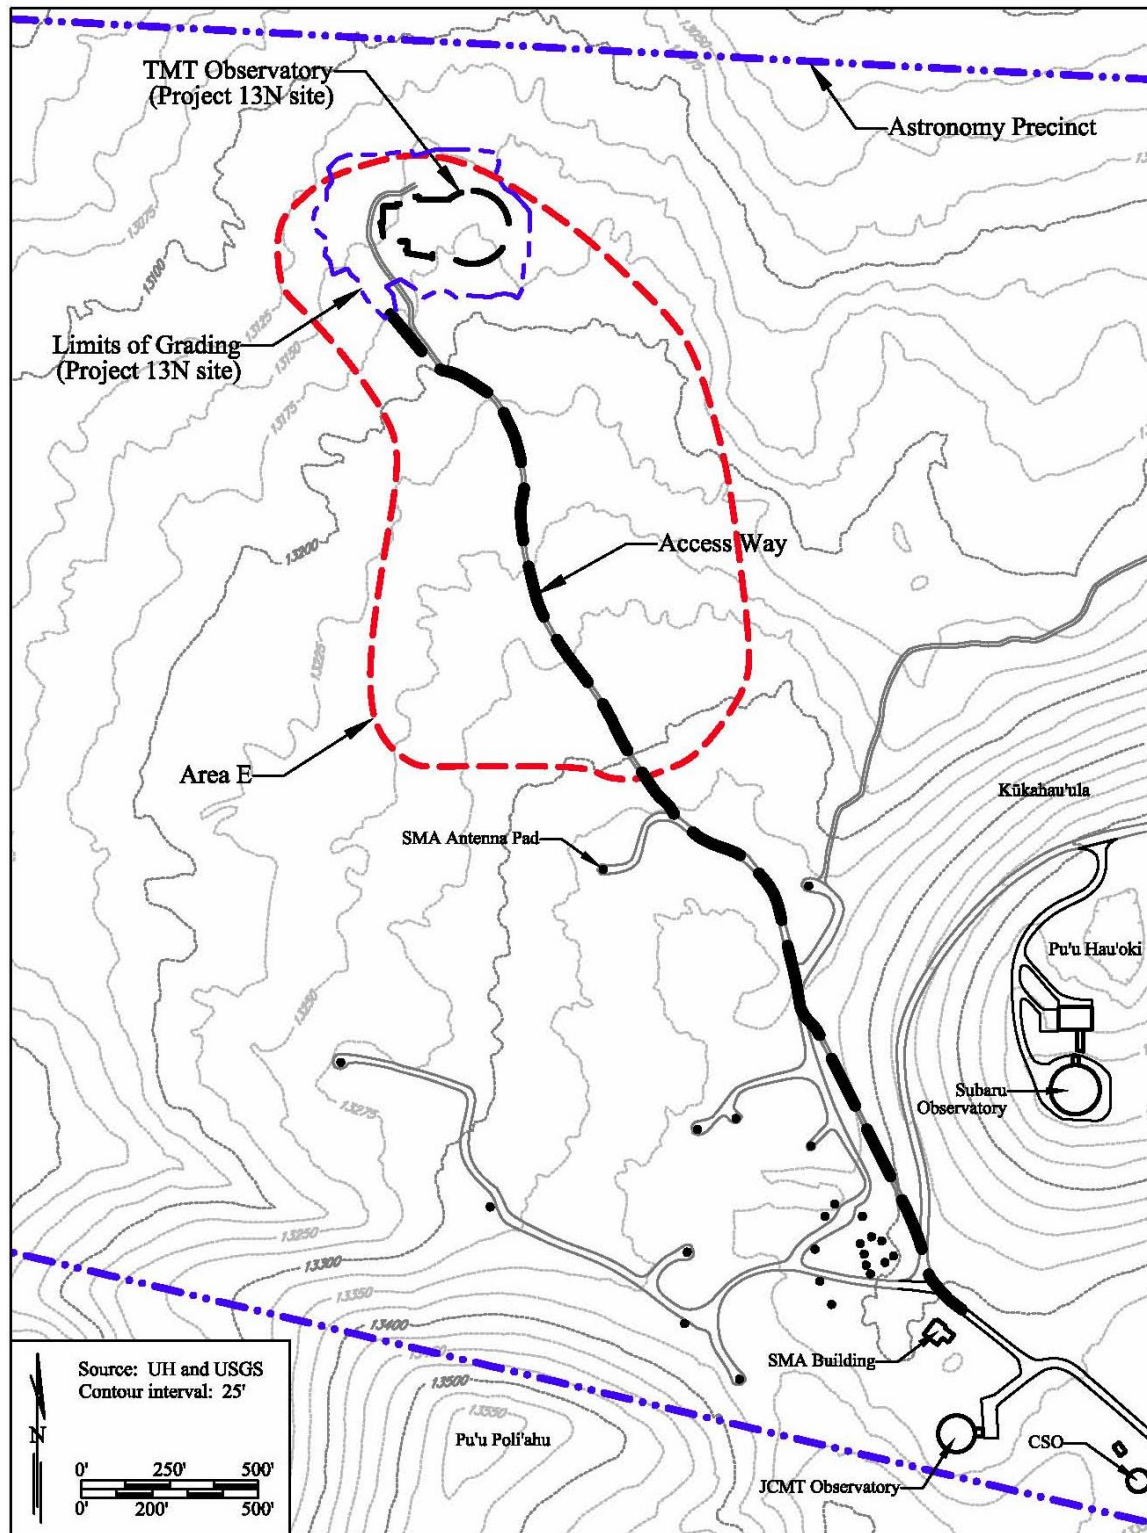 TMT Observatory
(Project 13N site)
Astronomy Precinct
13050
13075
13075
13100
13125
13150
13175
Limits of Grading
(Project 13N site)
13200
Access Way
13225
Area E
Kūkahau'ula
SMA Antenna Pad
Pu'u Hau'oki
13250
Subaru
Observatory
13275
13250
13300
13350
13400
SMA Building
13500
13550
Pu'u Poli'ahu
CSO
JCMT Observatory
Source: UH and USGS
Contour interval: 25'
N
0' 250' 500'
0' 200' 500'